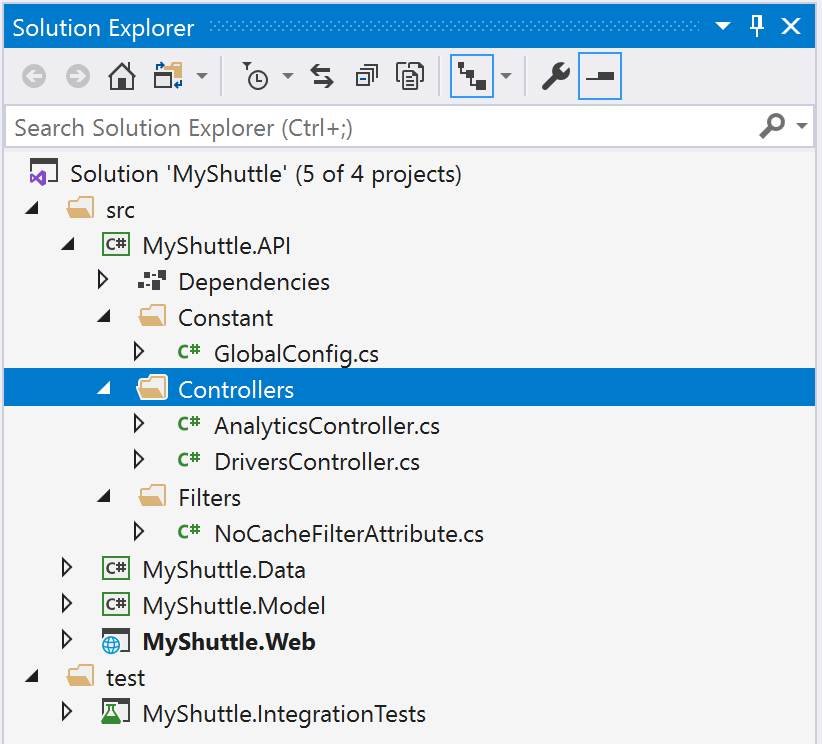 Solution Explorer
Search Solution Explorer (Ctrl+;)
Solution 'MyShuttle' (5 of 4 projects)
src
C# MyShuttle.API
Dependencies
Constant
C# GlobalConfig.cs
Controllers
C# AnalyticsController.cs
C# DriversController.cs
Filters
C# NoCacheFilterAttribute.cs
C# MyShuttle.Data
C# MyShuttle.Model
MyShuttle.Web
test
MyShuttle.IntegrationTests